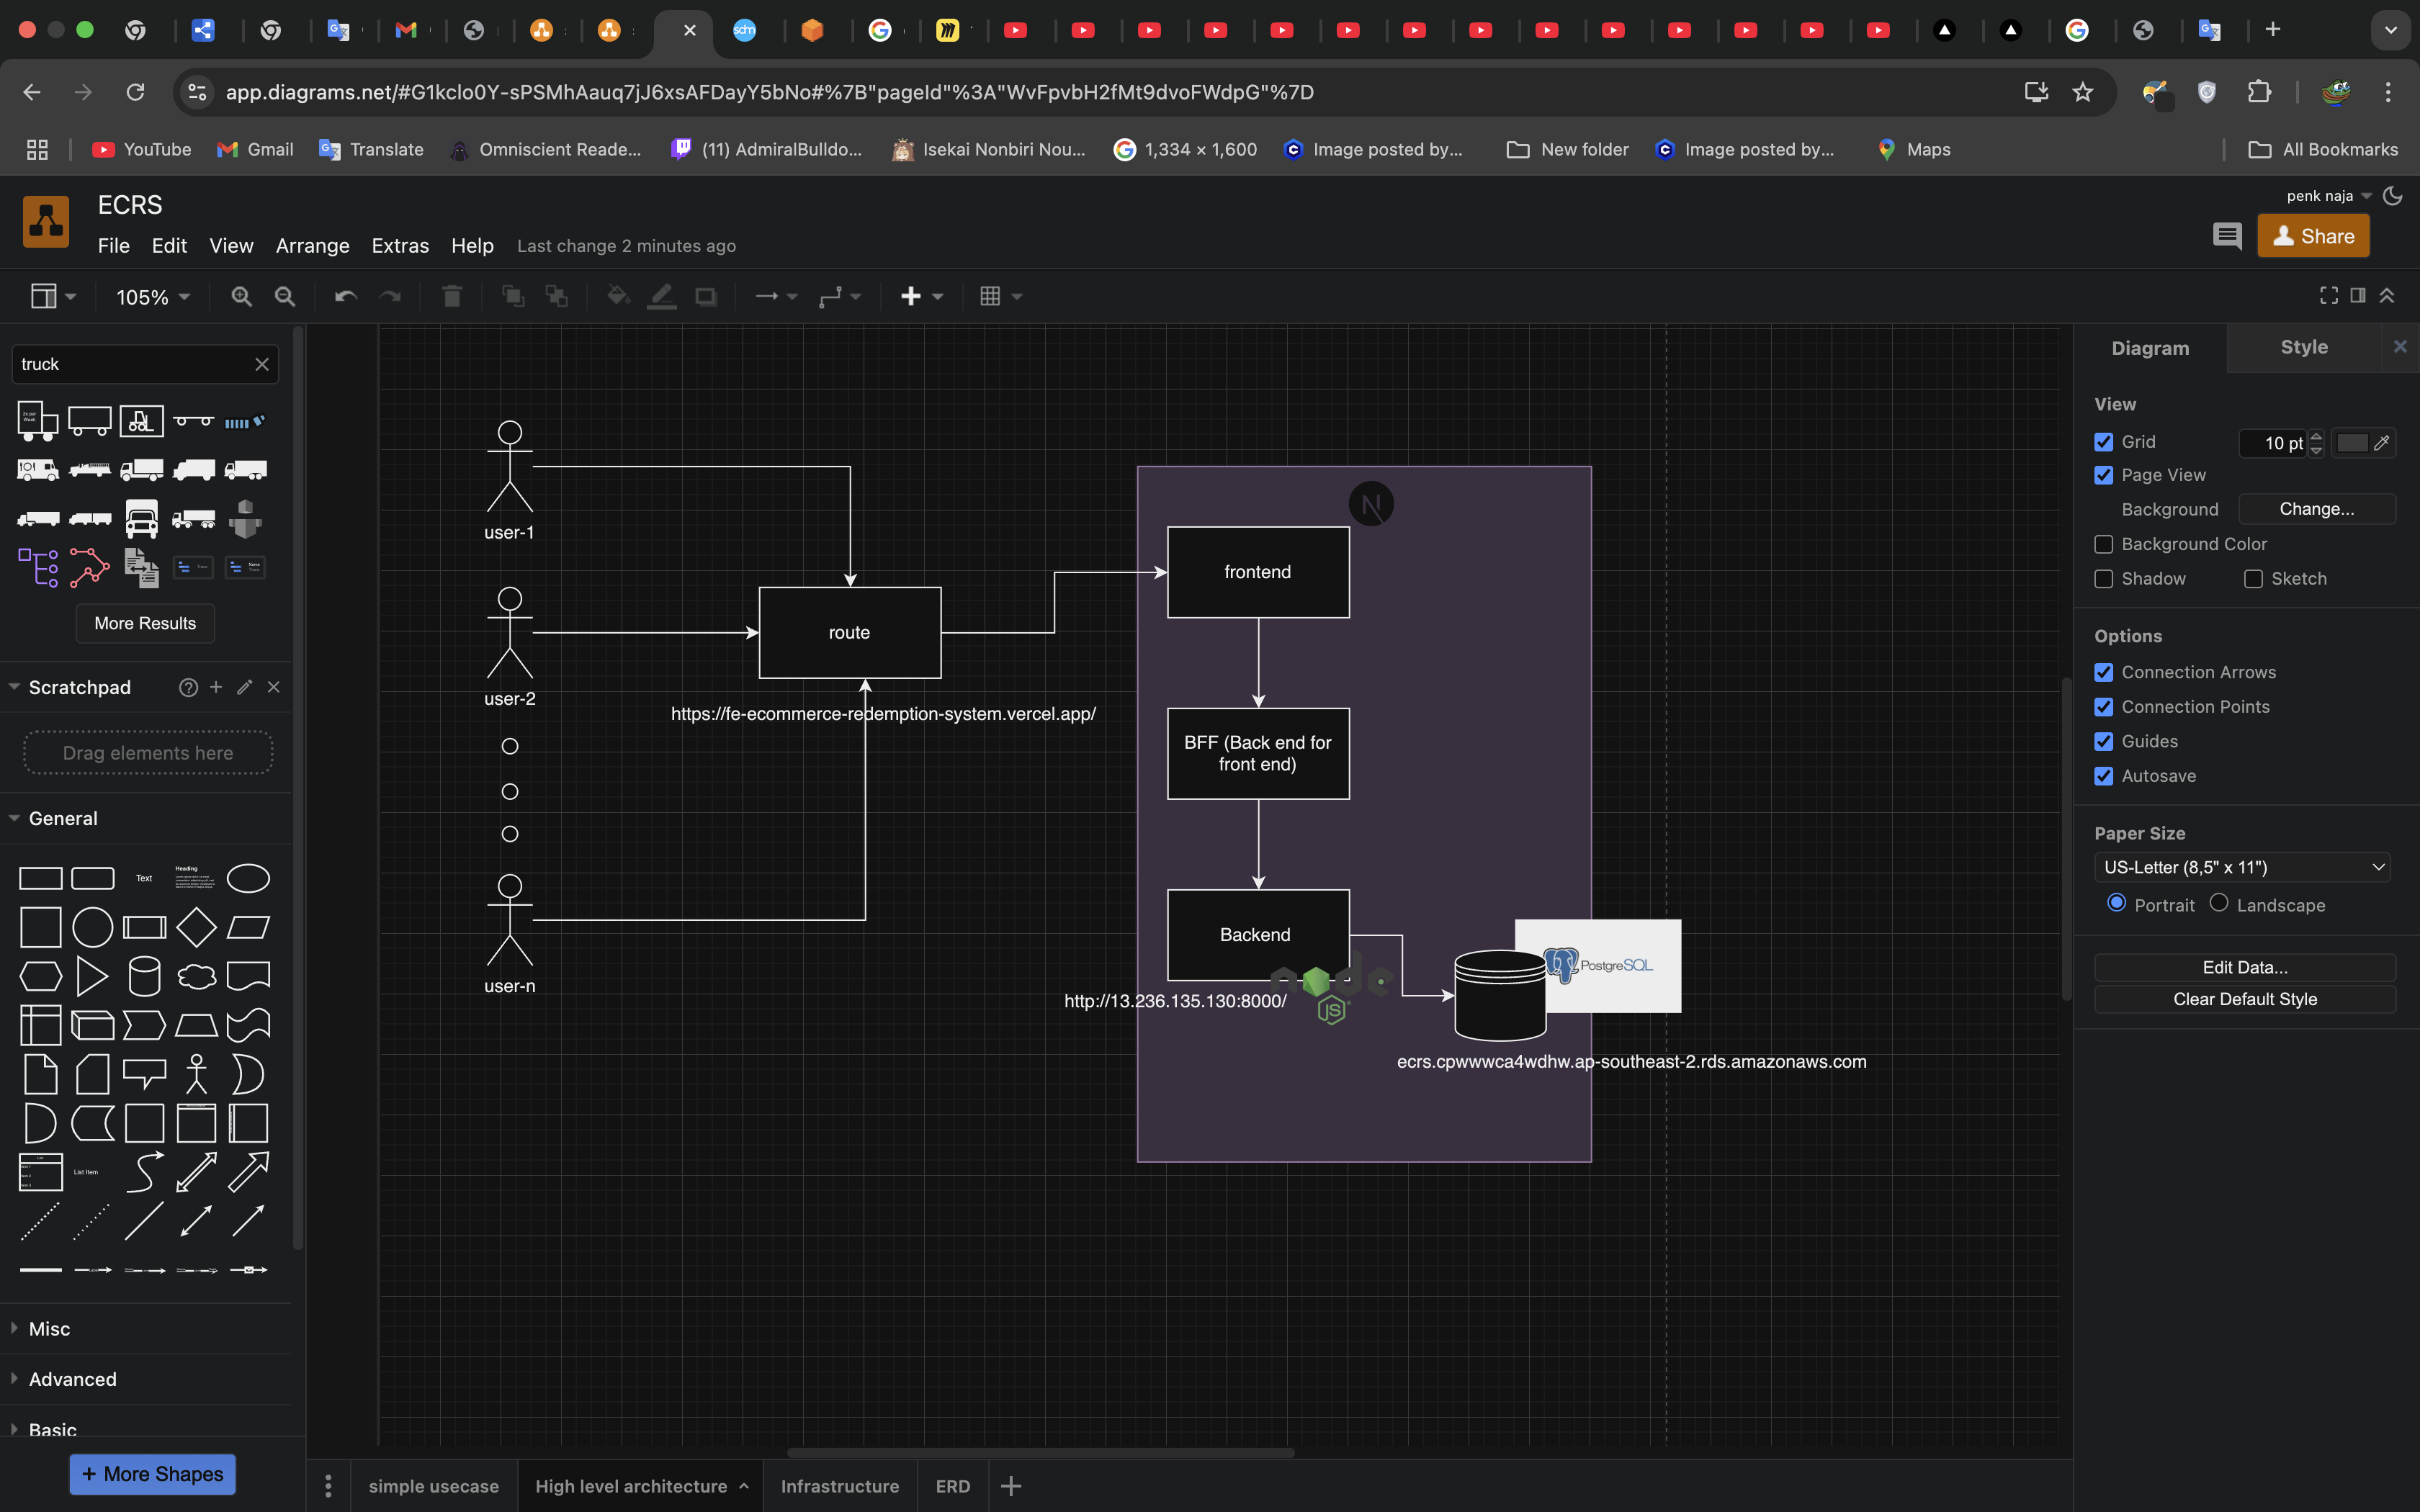 sdm
app.diagrams.net/#G1kclo0Y-sPSMhAauq7jJ6xsAFDayY5bNo#%7B"pageId"%3A"WvFpvbH2fMt9dvoFWdpG"%7D
YouTube
Gmail
Translate
Omniscient Reade...
(11) AdmiralBulldo...
Isekai Nonbiri Nou...
1,334 × 1,600
Image posted by...
New folder
Image posted by...
Maps
All Bookmarks
ECRS
penk naja
File Edit View Arrange Extras Help Last change 2 minutes ago
Share
105%
truck
More Results
Scratchpad
Drag elements here
General
Text
Heading
List
List Item
Misc
Advanced
Basic
+ More Shapes
user-1
user-2
user-n
route
https://fe-ecommerce-redemption-system.vercel.app/
N
frontend
BFF (Back end for
front end)
Backend
node
JS
http://13.236.135.130:8000/
PostgreSQL
ecrs.cpwwwca4wdhw.ap-southeast-2.rds.amazonaws.com
Diagram
Style
View
Grid
10 pt
Page View
Background
Change...
Background Color
Shadow
Sketch
Options
Connection Arrows
Connection Points
Guides
Autosave
Paper Size
US-Letter (8,5" x 11")
Portrait
Landscape
Edit Data...
Clear Default Style
simple usecase
High level architecture
Infrastructure
ERD